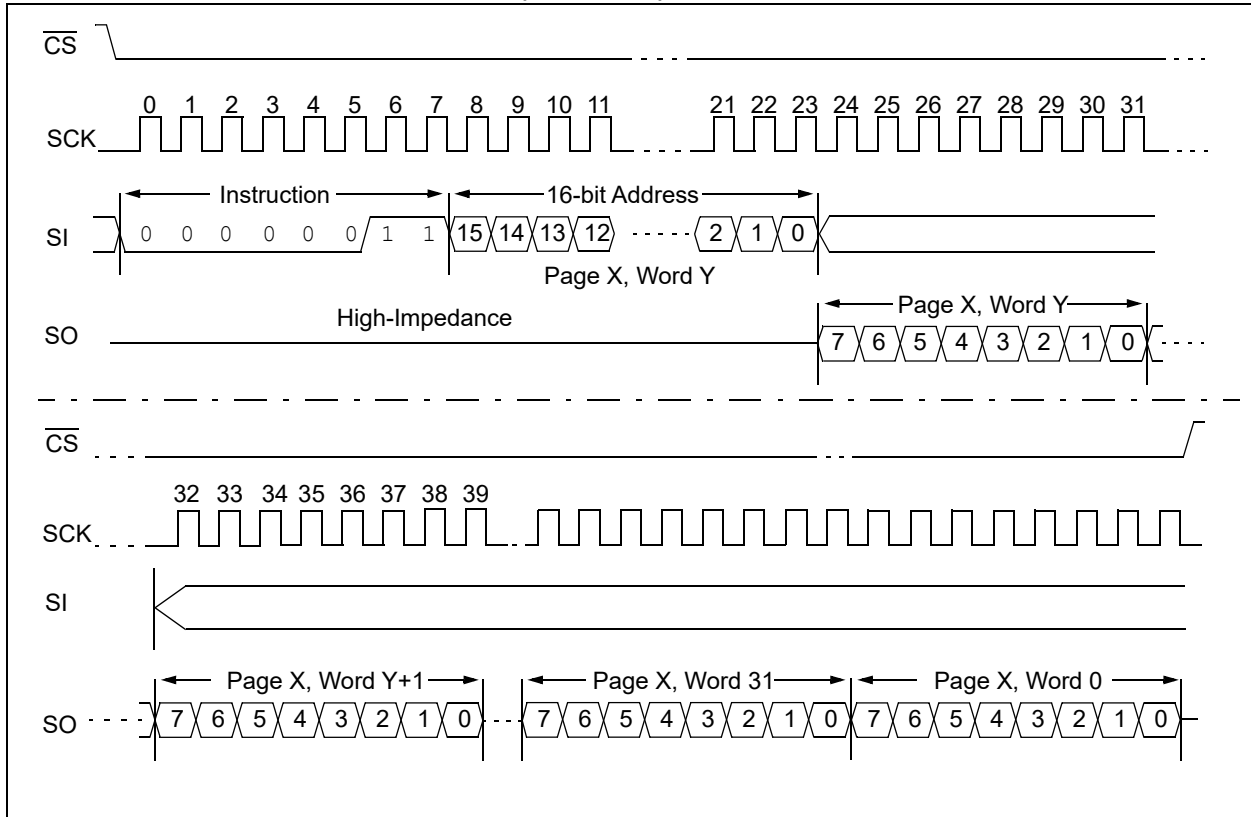 CS
0 1 2 3 4 5 6 7 8 9 10 11 21 22 23 24 25 26 27 28 29 30 31
SCK
Instruction 16-bit Address
SI 0 0 0 0 0 0 1 1 15 14 13 12 2 1 0
Page X, Word Y
Page X, Word Y
High-Impedance
SO 7 6 5 4 3 2 1 0
CS
32 33 34 35 36 37 38 39
SCK
SI
Page X, Word Y+1 Page X, Word 31 Page X, Word 0
SO 7 6 5 4 3 2 1 0 7 6 5 4 3 2 1 0 7 6 5 4 3 2 1 0